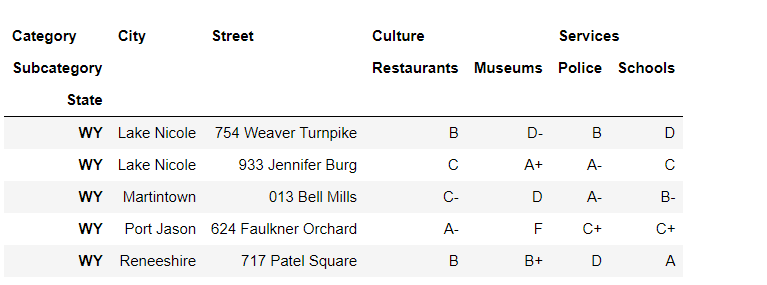 Category City Street Culture Services
Subcategory Restaurants Museums Police Schools
State
WY Lake Nicole 754 Weaver Turnpike B D- B D
WY Lake Nicole 933 Jennifer Burg C A+ A- C
WY Martintown 013 Bell Mills C- D A- B-
WY Port Jason 624 Faulkner Orchard A- F C+ C+
WY Reneeshire 717 Patel Square B B+ D A